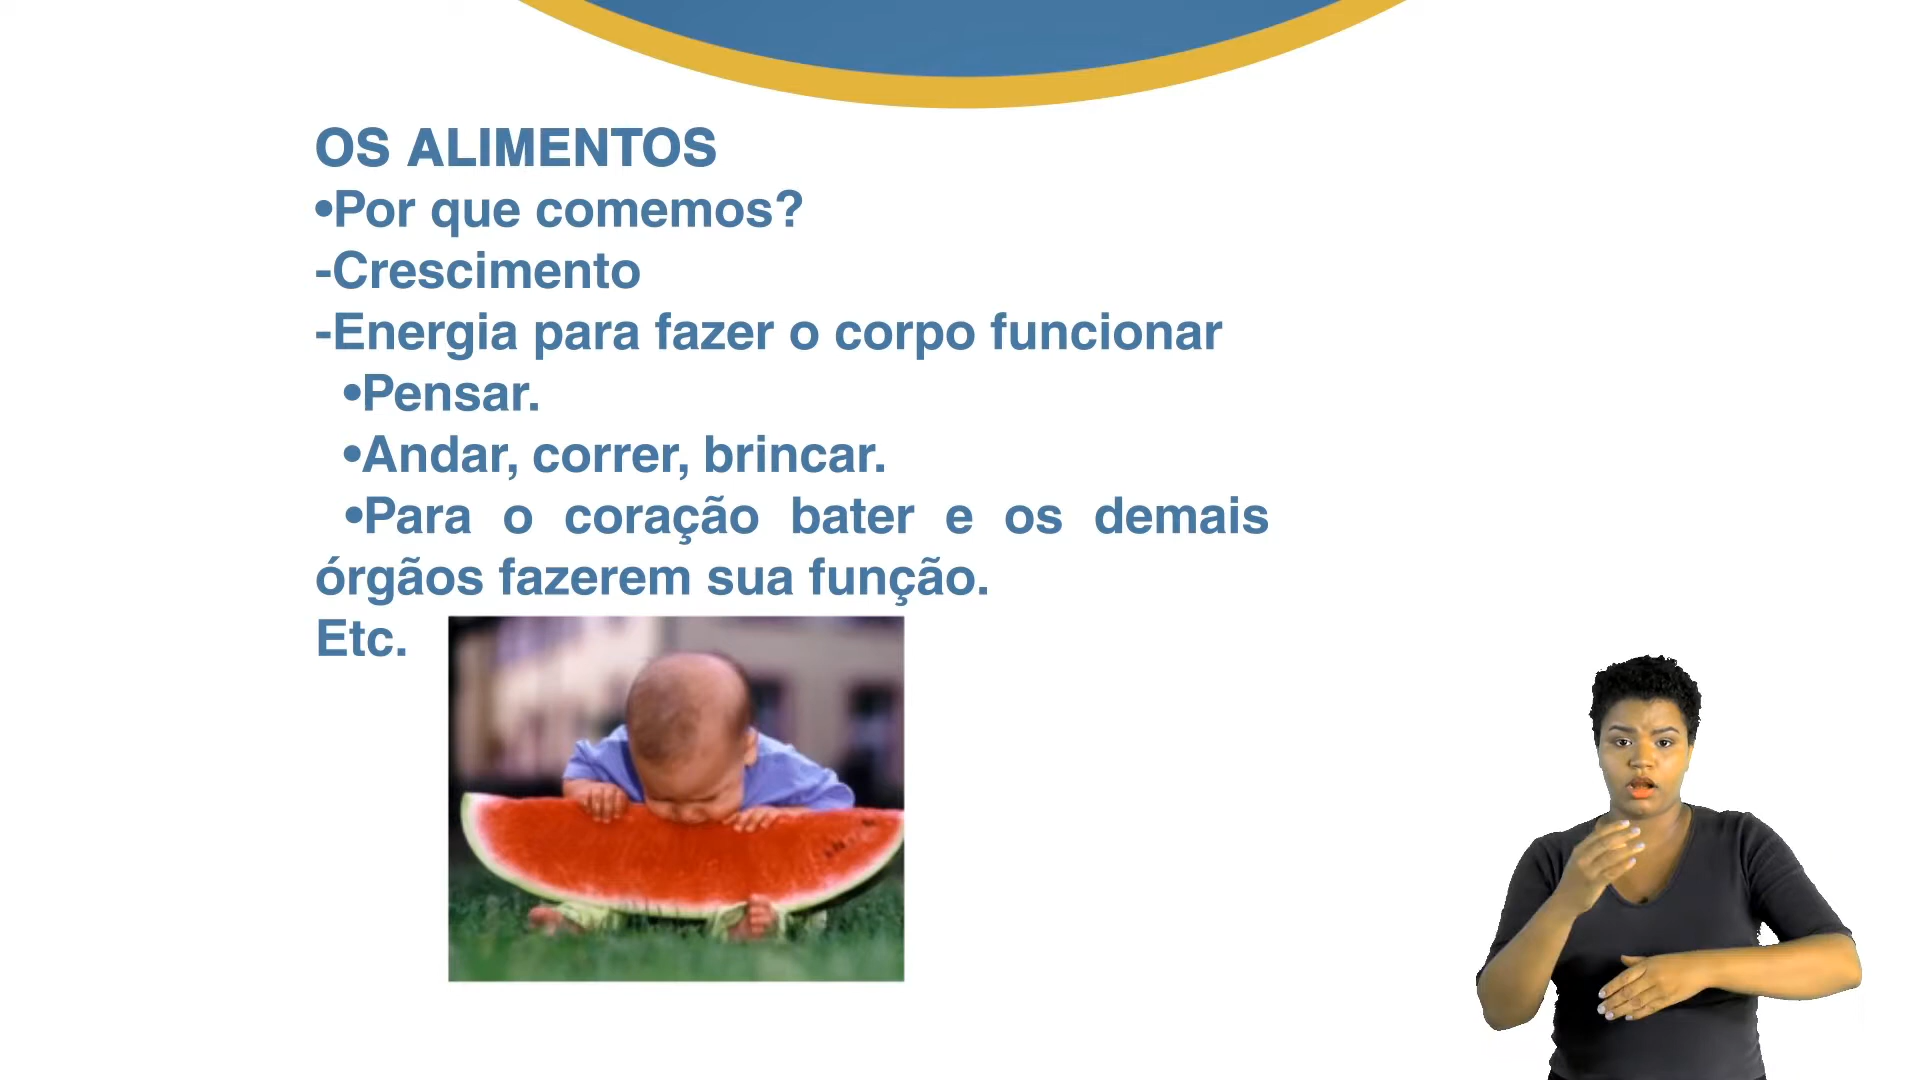 OS ALIMENTOS
•Por que comemos?
-Crescimento
-Energia para fazer o corpo funcionar
•Pensar.
•Andar, correr, brincar.
•Para o coração bater e os demais
órgãos fazerem sua função.
Etc.